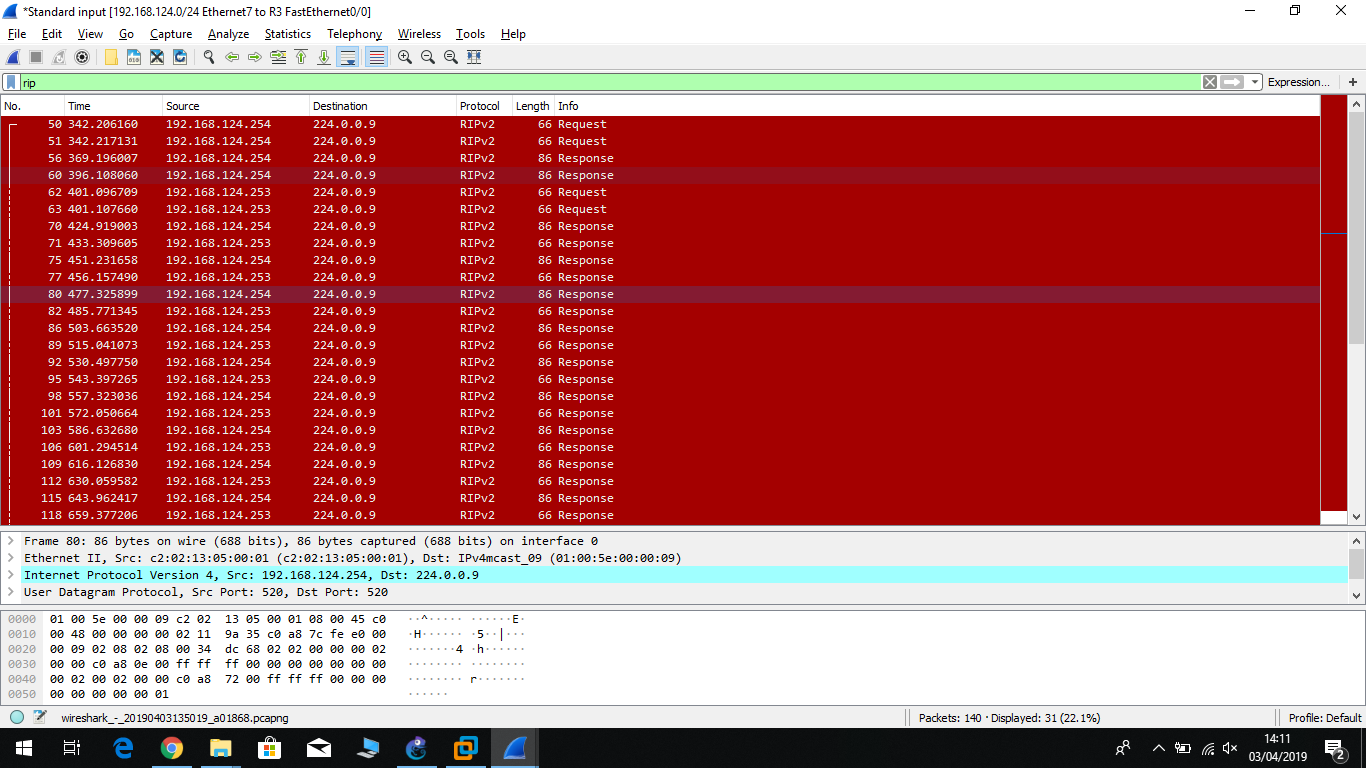 *Standard input [192.168.124.0/24 Ethernet7 to R3 FastEthernet0/0]
File Edit View Go Capture Analyze Statistics Telephony Wireless Tools Help
rip Expression... +
No. Time Source Destination Protocol Length Info
50 342.206160 192.168.124.254 224.0.0.9 RIPv2 66 Request
51 342.217131 192.168.124.254 224.0.0.9 RIPv2 66 Request
56 369.196007 192.168.124.254 224.0.0.9 RIPv2 86 Response
60 396.108060 192.168.124.254 224.0.0.9 RIPv2 86 Response
62 401.096709 192.168.124.253 224.0.0.9 RIPv2 66 Request
63 401.107660 192.168.124.253 224.0.0.9 RIPv2 66 Request
70 424.919003 192.168.124.254 224.0.0.9 RIPv2 86 Response
71 433.309605 192.168.124.253 224.0.0.9 RIPv2 66 Response
75 451.231658 192.168.124.254 224.0.0.9 RIPv2 86 Response
77 456.157490 192.168.124.253 224.0.0.9 RIPv2 66 Response
80 477.325899 192.168.124.254 224.0.0.9 RIPv2 86 Response
82 485.771345 192.168.124.253 224.0.0.9 RIPv2 66 Response
86 503.663520 192.168.124.254 224.0.0.9 RIPv2 86 Response
89 515.041073 192.168.124.253 224.0.0.9 RIPv2 66 Response
92 530.497750 192.168.124.254 224.0.0.9 RIPv2 86 Response
95 543.397265 192.168.124.253 224.0.0.9 RIPv2 66 Response
98 557.323036 192.168.124.254 224.0.0.9 RIPv2 86 Response
101 572.050664 192.168.124.253 224.0.0.9 RIPv2 66 Response
103 586.632680 192.168.124.254 224.0.0.9 RIPv2 86 Response
106 601.294514 192.168.124.253 224.0.0.9 RIPv2 66 Response
109 616.126830 192.168.124.254 224.0.0.9 RIPv2 86 Response
112 630.059582 192.168.124.253 224.0.0.9 RIPv2 66 Response
115 643.962417 192.168.124.254 224.0.0.9 RIPv2 86 Response
118 659.377206 192.168.124.253 224.0.0.9 RIPv2 66 Response
Frame 80: 86 bytes on wire (688 bits), 86 bytes captured (688 bits) on interface 0
Ethernet II, Src: c2:02:13:05:00:01 (c2:02:13:05:00:01), Dst: IPv4mcast_09 (01:00:5e:00:00:09)
Internet Protocol Version 4, Src: 192.168.124.254, Dst: 224.0.0.9
User Datagram Protocol, Src Port: 520, Dst Port: 520
0000 01 00 5e 00 00 09 c2 02 13 05 00 01 08 00 45 c0 ··^····· ······E·
0010 00 48 00 00 00 00 02 11 9a 35 c0 a8 7c fe e0 00 ·H······ ·5··|···
0020 00 09 02 08 02 08 00 34 dc 68 02 02 00 00 00 02 ·······4 ·h······
0030 00 00 c0 a8 0e 00 ff ff ff 00 00 00 00 00 00 00 ········ ········
0040 00 02 00 02 00 00 c0 a8 72 00 ff ff ff 00 00 00 ········ r·······
0050 00 00 00 00 00 01 ······
wireshark_-_20190403135019_a01868.pcapng Packets: 140 · Displayed: 31 (22.1%) Profile: Default
14:11
03/04/2019
2